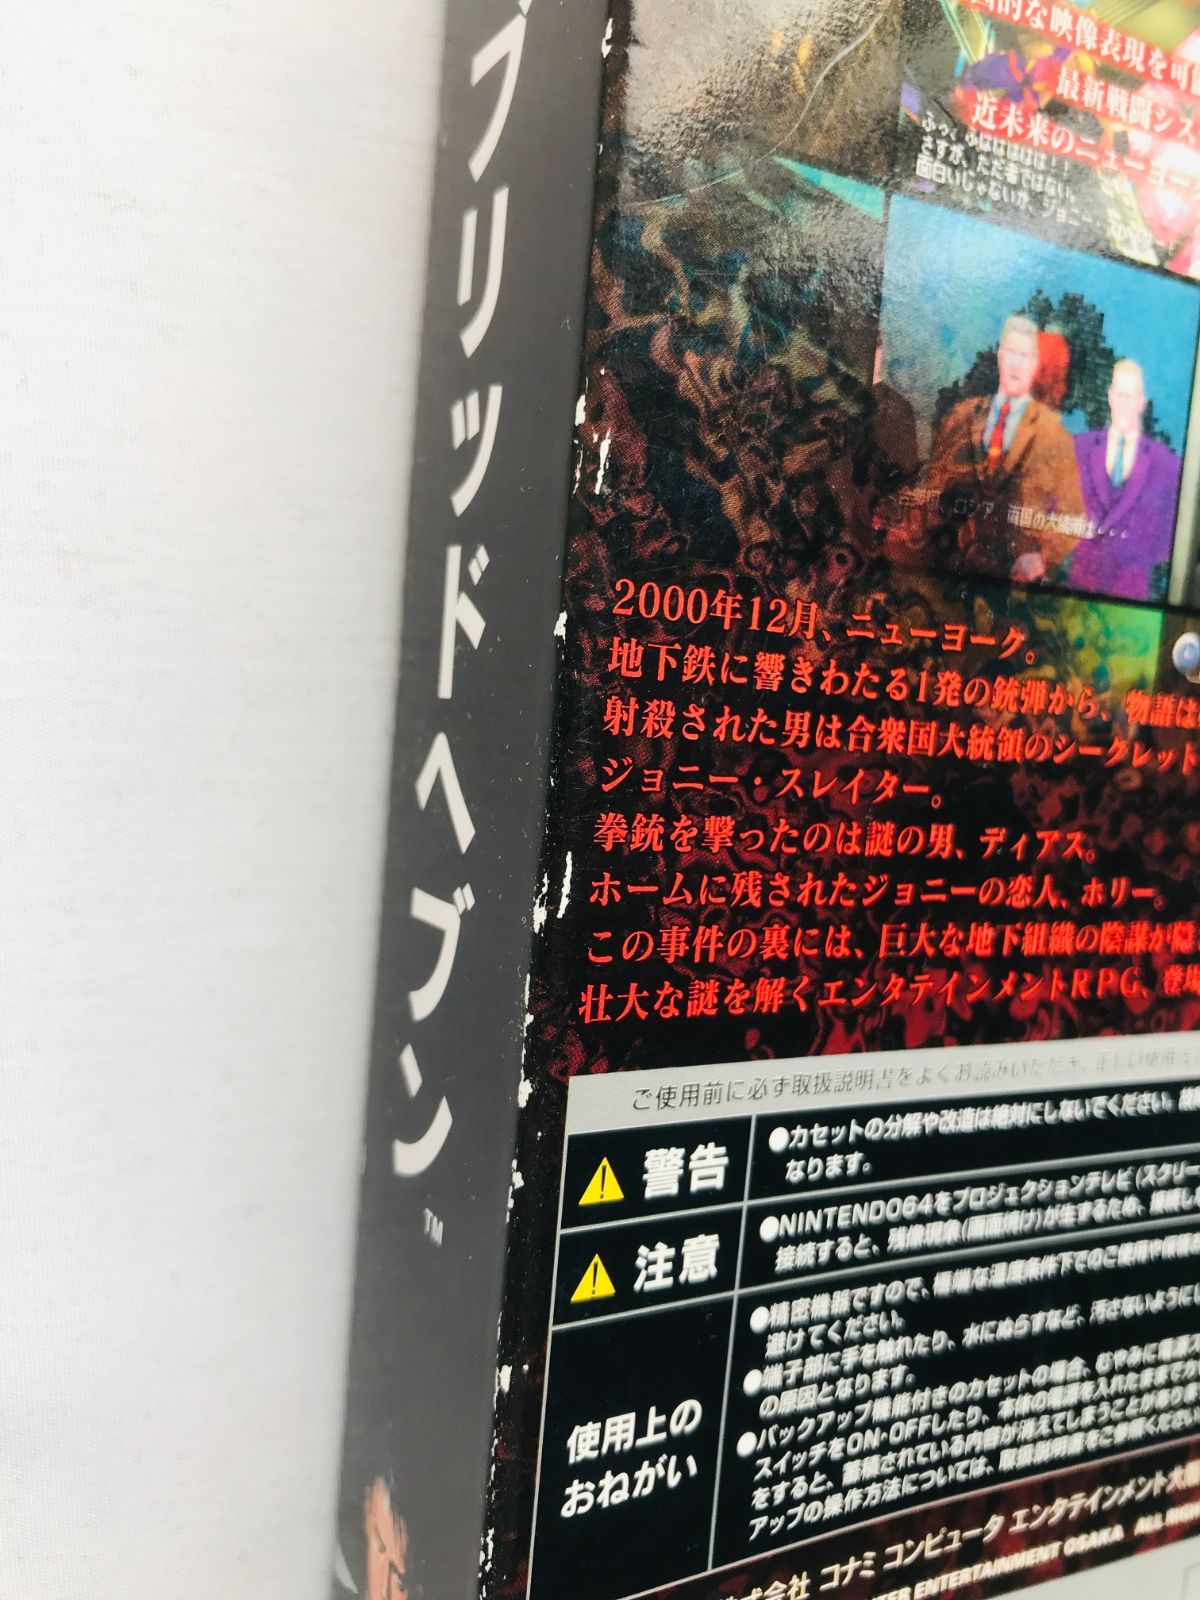 ブリッドヘブン™
的な映像表現を可
最新戦闘シス
近未来のニューヨー
さすが、ただ者ではない。
面白いじゃないか、ジョニー
2000年12月、ニューヨーク。
地下鉄に響きわたる1発の銃弾から、物語は
射殺された男は合衆国大統領のシークレット
ジョニー・スレイター。
拳銃を撃ったのは謎の男、ディアス。
ホームに残されたジョニーの恋人、ホリー。
この事件の裏には、巨大な地下組織の陰謀が隠
壮大な謎を解くエンタテインメントRPG、登場
ご使用前に必ず取扱説明書をよくお読みいただき、正しい使用
警告
●カセットの分解や改造は絶対にしないでください。
なります。
注意
●NINTENDO64をプロジェクションテレビ(スクリー
接続すると、残像現象(画面焼け)が生ずるため、接続し
使用上の
おねがい
●精密機器ですので、極端な温度条件下でのご使用や保管
避けてください。
●端子部に手を触れたり、水にぬらすなど、汚さないように
の原因となります。
●バックアップ機能付きのカセットの場合、むやみに電源
スイッチをON・OFFしたり、本体の電源を入れたままで
をすると、蓄積されている内容が消えてしまうことがあり
アップの操作方法については、取扱説明書をご参照ください
株式会社 コナミ コンピュータ エンタテインメント大阪
ENTERTAINMENT OSAKA ALL